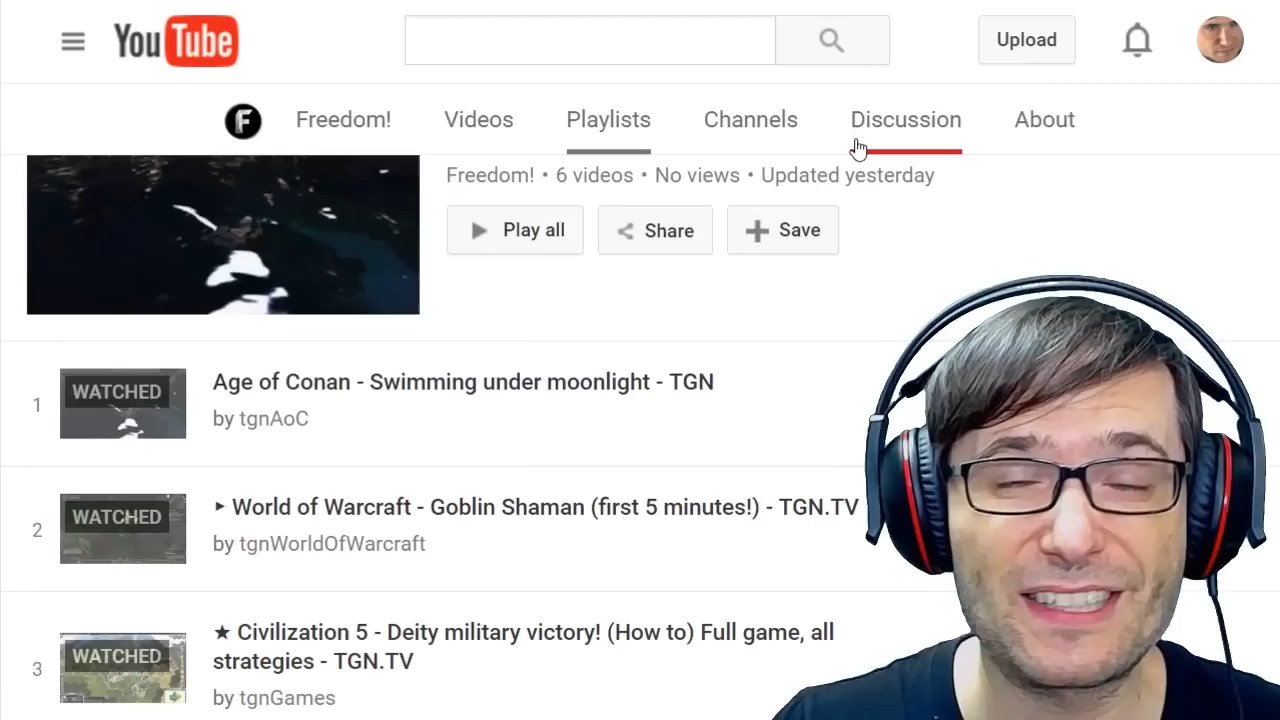 YouTube
Upload
F Freedom! Videos Playlists Channels Discussion About
Freedom! • 6 videos • No views • Updated yesterday
Play all Share Save
1 WATCHED Age of Conan - Swimming under moonlight - TGN
by tgnAoC
2 WATCHED ‣ World of Warcraft - Goblin Shaman (first 5 minutes!) - TGN.TV
by tgnWorldOfWarcraft
3 WATCHED ★ Civilization 5 - Deity military victory! (How to) Full game, all
strategies - TGN.TV
by tgnGames